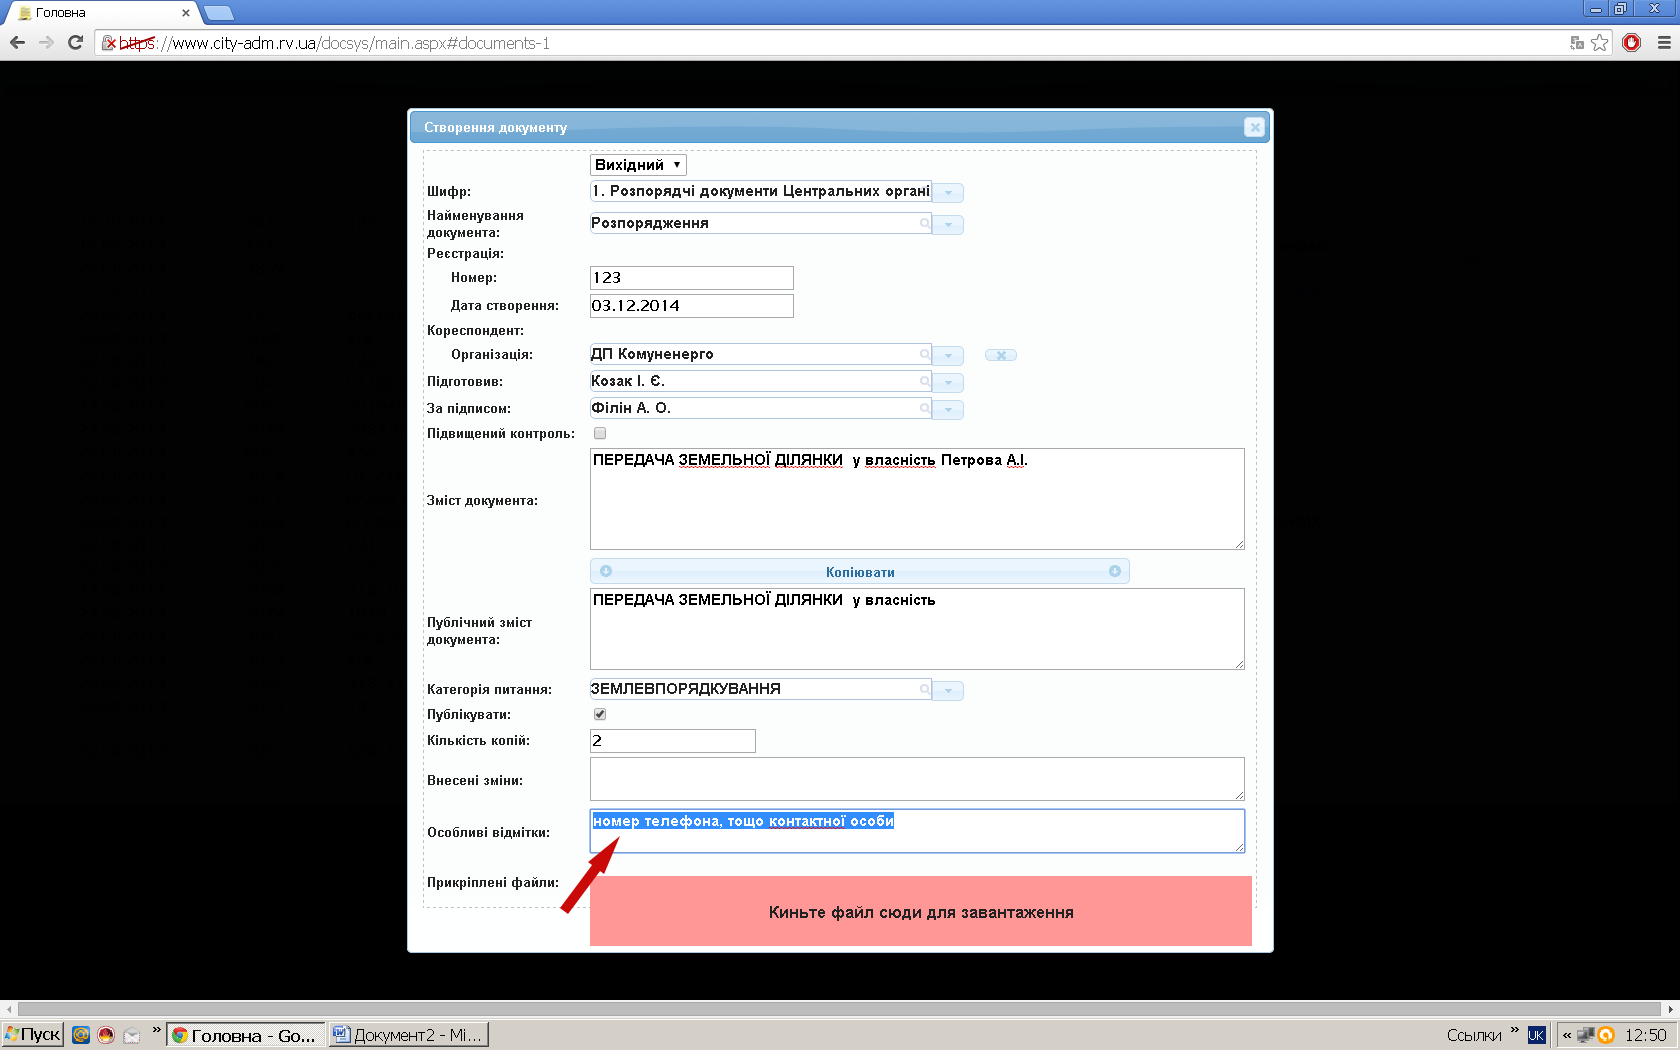 Головна
https://www.city-adm.rv.ua/docsys/main.aspx#documents-1
Створення документу
Вихідний
Шифр:
1. Розпорядчі документи Центральних органі
Найменування
документа:
Розпорядження
Реєстрація:
Номер:
123
Дата створення:
03.12.2014
Кореспондент:
Організація:
ДП Комуненерго
Підготовив:
Козак І. Є.
За підписом:
Філін А. О.
Підвищений контроль:
ПЕРЕДАЧА ЗЕМЕЛЬНОЇ ДІЛЯНКИ  у власність Петрова А.І.
Зміст документа:
Копіювати
ПЕРЕДАЧА ЗЕМЕЛЬНОЇ ДІЛЯНКИ  у власність
Публічний зміст
документа:
Категорія питання:
ЗЕМЛЕВПОРЯДКУВАННЯ
Публікувати:
Кількість копій:
2
Внесені зміни:
номер телефона, тощо контактної особи
Особливі відмітки:
Прикріплені файли:
Киньте файл сюди для завантаження
Пуск
Головна - Go...
Документ2 - Mi...
Ссылки
UK
12:50